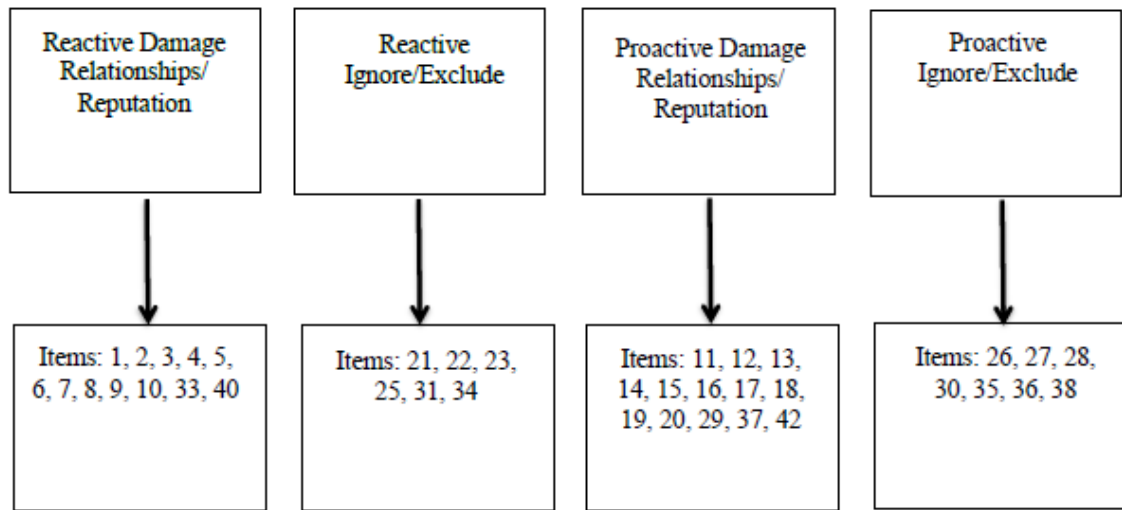 Reactive Damage
Relationships/
Reputation
Reactive
Ignore/Exclude
Proactive Damage
Relationships/
Reputation
Proactive
Ignore/Exclude
Items: 1, 2, 3, 4, 5,
6, 7, 8, 9, 10, 33, 40
Items: 21, 22, 23,
25, 31, 34
Items: 11, 12, 13,
14, 15, 16, 17, 18,
19, 20, 29, 37, 42
Items: 26, 27, 28,
30, 35, 36, 38